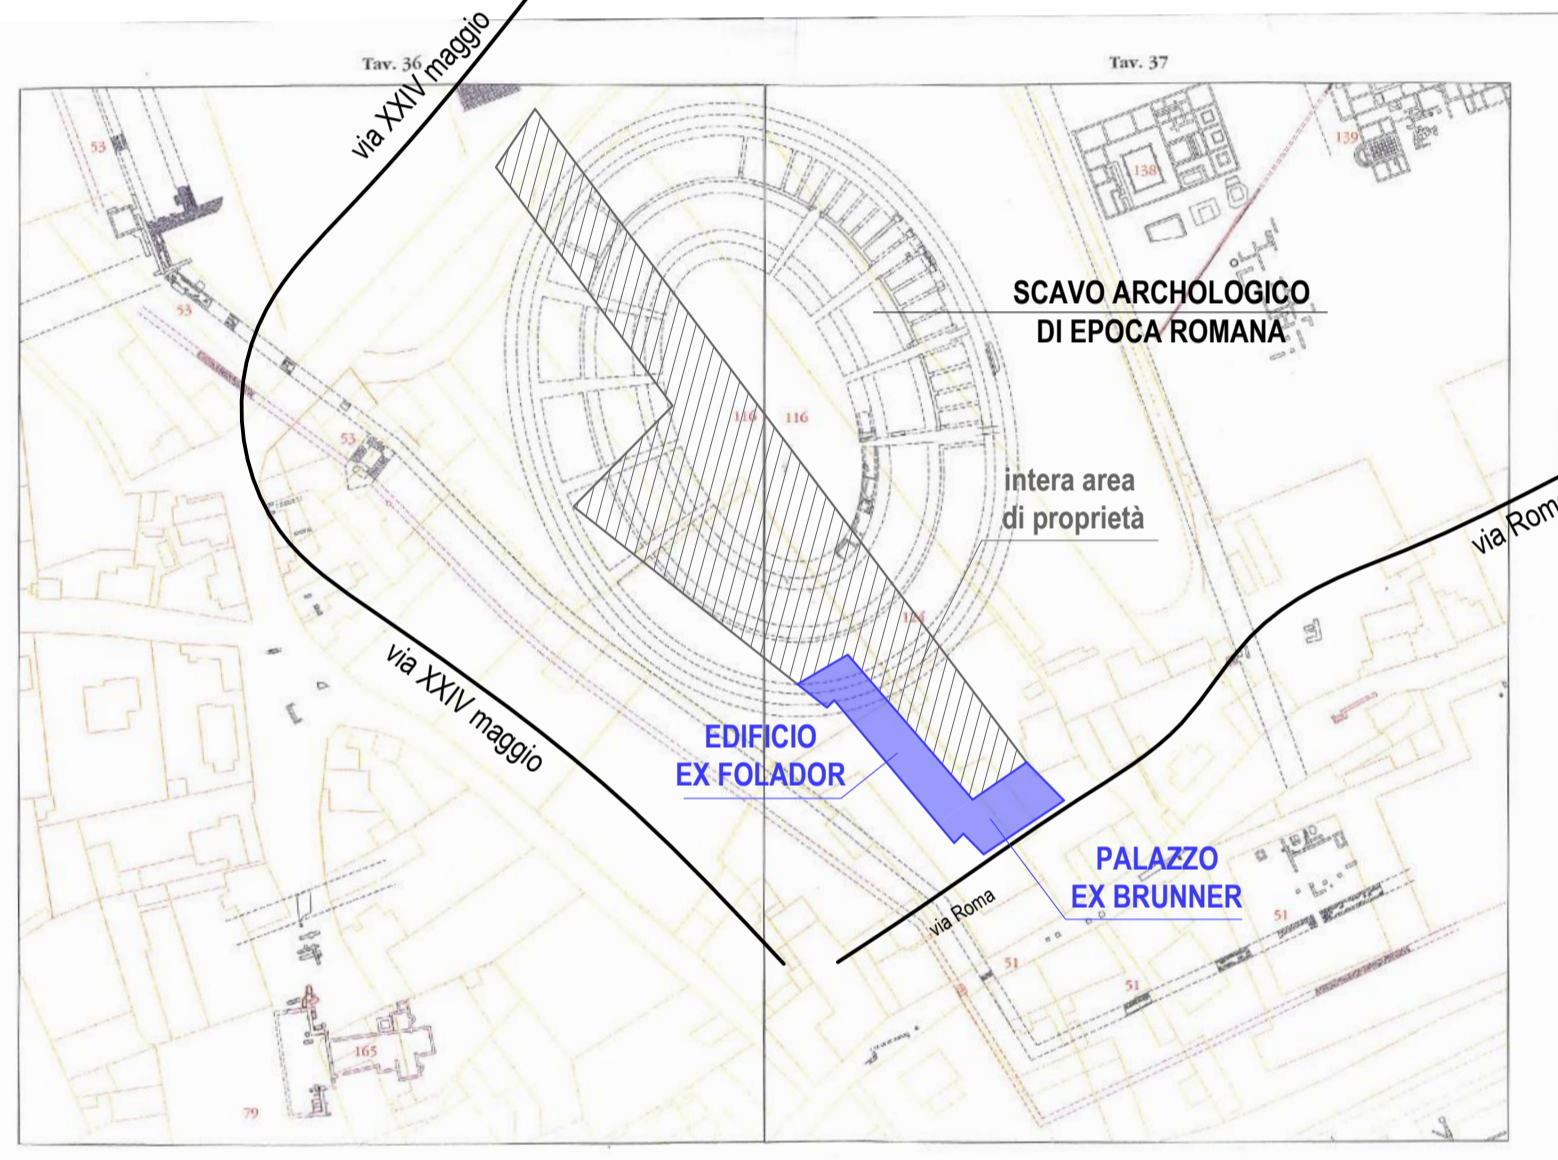 Tav. 36
Tav. 37
via XXIV maggio
53
138
139
53
SCAVO ARCHOLOGICO
DI EPOCA ROMANA
53
116
116
intera area
di proprietà
via Rom
via XXIV maggio
EDIFICIO
EX FOLADOR
PALAZZO
EX BRUNNER
via Roma
51
51
51
165
79